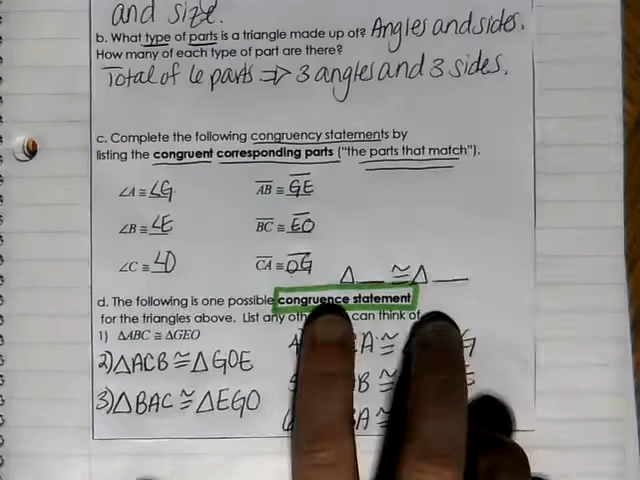 and size.
b. What type of parts is a triangle made up of? Angles and sides.
How many of each type of part are there?
Total of 6 parts ⇒ 3 angles and 3 sides.
c. Complete the following congruency statements by
listing the congruent corresponding parts ("the parts that match").
∠A ≅ ∠G AB ≅ GE
∠B ≅ ∠E BC ≅ EO
∠C ≅ ∠O CA ≅ OG
Δ__ ≅ Δ __
d. The following is one possible congruence statement
for the triangles above. List any can think of.
1) ΔABC ≅ ΔGEO
2) ΔACB ≅ ΔGOE
3) ΔBAC ≅ ΔEGO